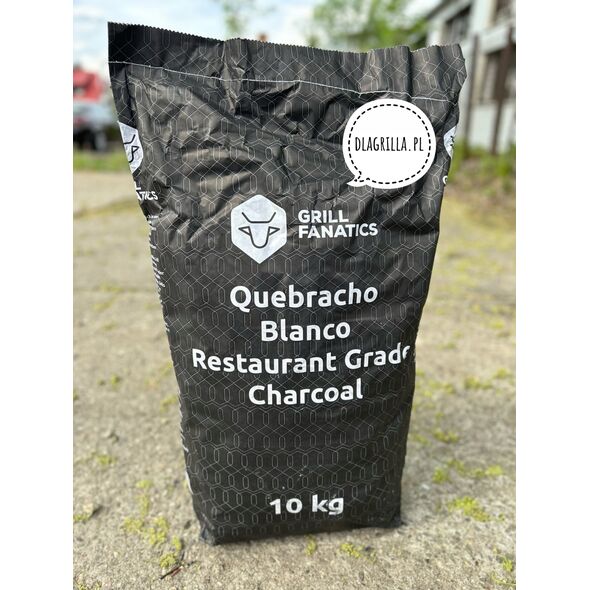 DLAGRILLA.PL
GRILL
FANATICS
Quebracho
Blanco
Restaurant Grade
Charcoal
10 kg